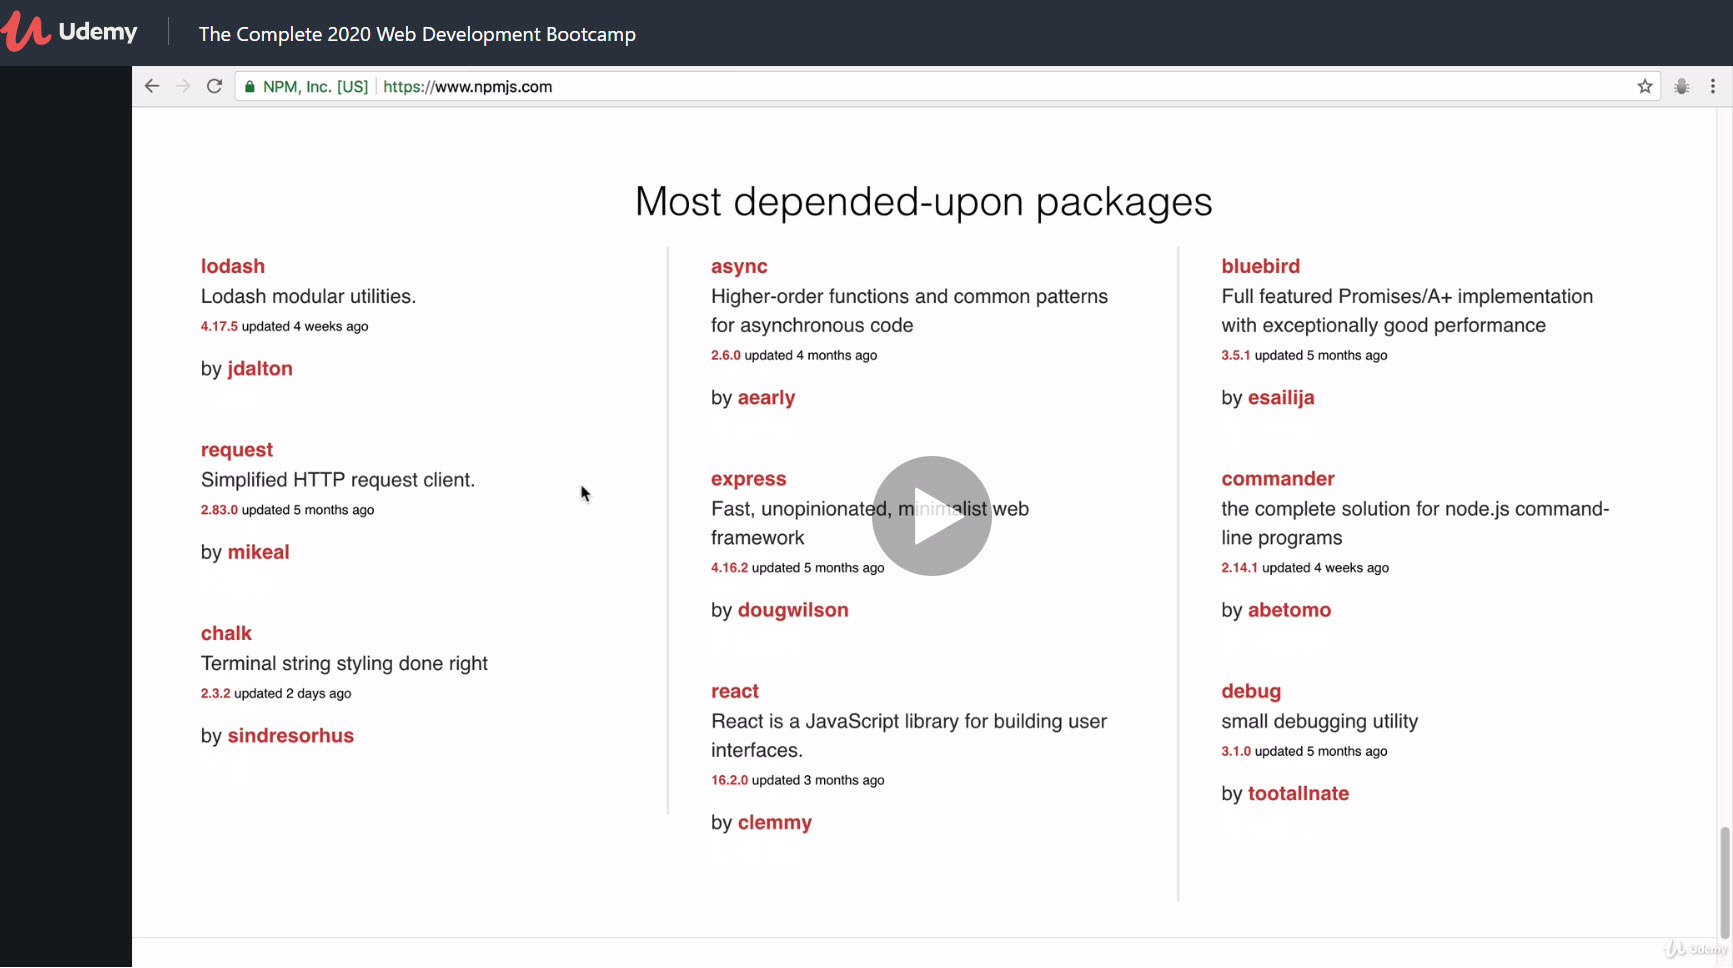 Udemy
The Complete 2020 Web Development Bootcamp
NPM, Inc. [US] https://www.npmjs.com
Most depended-upon packages
lodash
Lodash modular utilities.
4.17.5 updated 4 weeks ago
by jdalton
request
Simplified HTTP request client.
2.83.0 updated 5 months ago
by mikeal
chalk
Terminal string styling done right
2.3.2 updated 2 days ago
by sindresorhus
async
Higher-order functions and common patterns
for asynchronous code
2.6.0 updated 4 months ago
by aearly
express
Fast, unopinionated, minimalist web
framework
4.16.2 updated 5 months ago
by dougwilson
react
React is a JavaScript library for building user
interfaces.
16.2.0 updated 3 months ago
by clemmy
bluebird
Full featured Promises/A+ implementation
with exceptionally good performance
3.5.1 updated 5 months ago
by esailija
commander
the complete solution for node.js command-
line programs
2.14.1 updated 4 weeks ago
by abetomo
debug
small debugging utility
3.1.0 updated 5 months ago
by tootallnate
Udemy